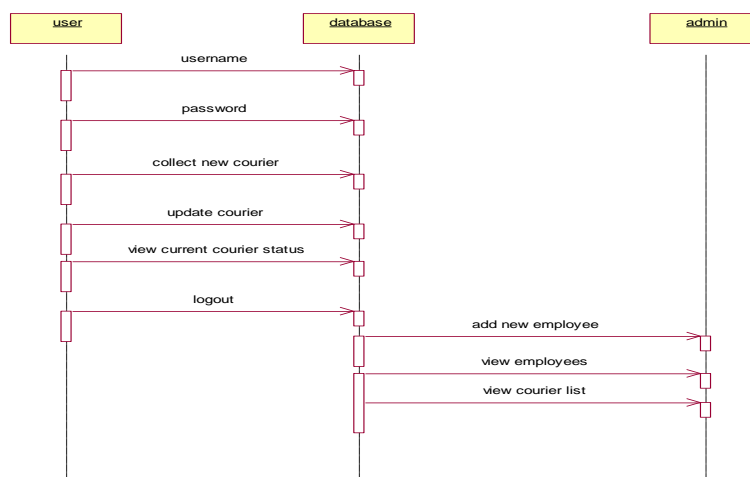 user
database
admin
username
password
collect new courier
update courier
view current courier status
logout
add new employee
view employees
view courier list